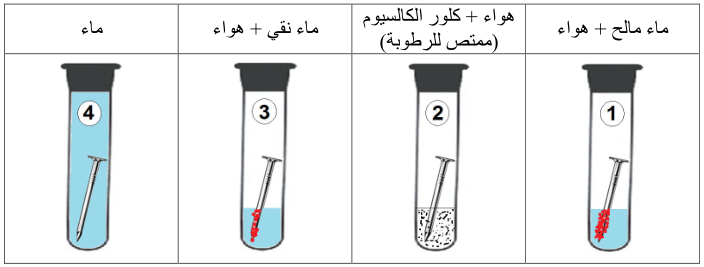 ماء مالح + هواء
هواء + كلور الكالسيوم
(ممتص للرطوبة)
ماء نقي + هواء
ماء
1
2
3
4